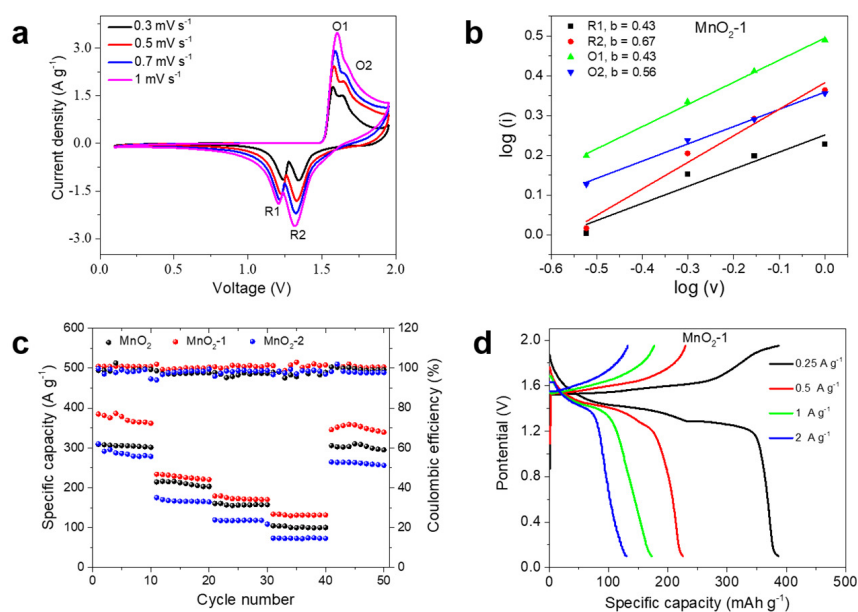 a
0.3 mV s⁻¹
0.5 mV s⁻¹
0.7 mV s⁻¹
1 mV s⁻¹
O1
O2
R1
R2
Current density (A g⁻¹)
3.0
1.5
0.0
-1.5
-3.0
0.0 0.5 1.0 1.5 2.0
Voltage (V)
b
MnO₂-1
R1, b = 0.43
R2, b = 0.67
O1, b = 0.43
O2, b = 0.56
log (i)
0.5
0.4
0.3
0.2
0.1
0.0
-0.6 -0.5 -0.4 -0.3 -0.2 -0.1 0.0
log (v)
c
MnO₂ MnO₂-1 MnO₂-2
Specific capacity (A g⁻¹)
600
500
400
300
200
100
0
Coulombic efficiency (%)
120
100
80
60
40
20
0
0 10 20 30 40 50
Cycle number
d
MnO₂-1
0.25 A g⁻¹
0.5 A g⁻¹
1 A g⁻¹
2 A g⁻¹
Pontential (V)
2.0
1.6
1.2
0.8
0.4
0.0
0 100 200 300 400 500
Specific capacity (mAh g⁻¹)